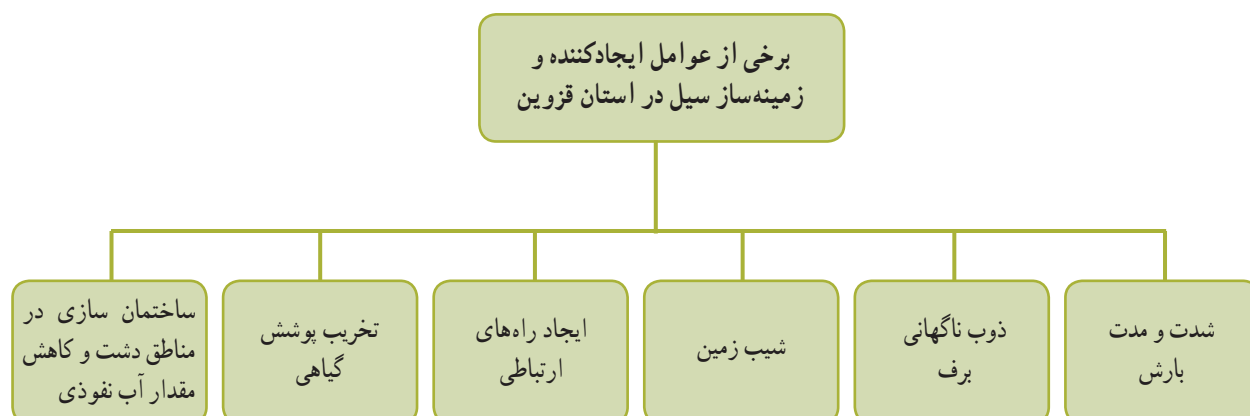 برخی از عوامل ایجادکننده و
زمینه‌ساز سیل در استان قزوین
شدت و مدت
بارش
ذوب ناگهانی
برف
شیب زمین
ایجاد راه‌های
ارتباطی
تخریب پوشش
گیاهی
ساختمان سازی در
مناطق دشت و کاهش
مقدار آب نفوذی